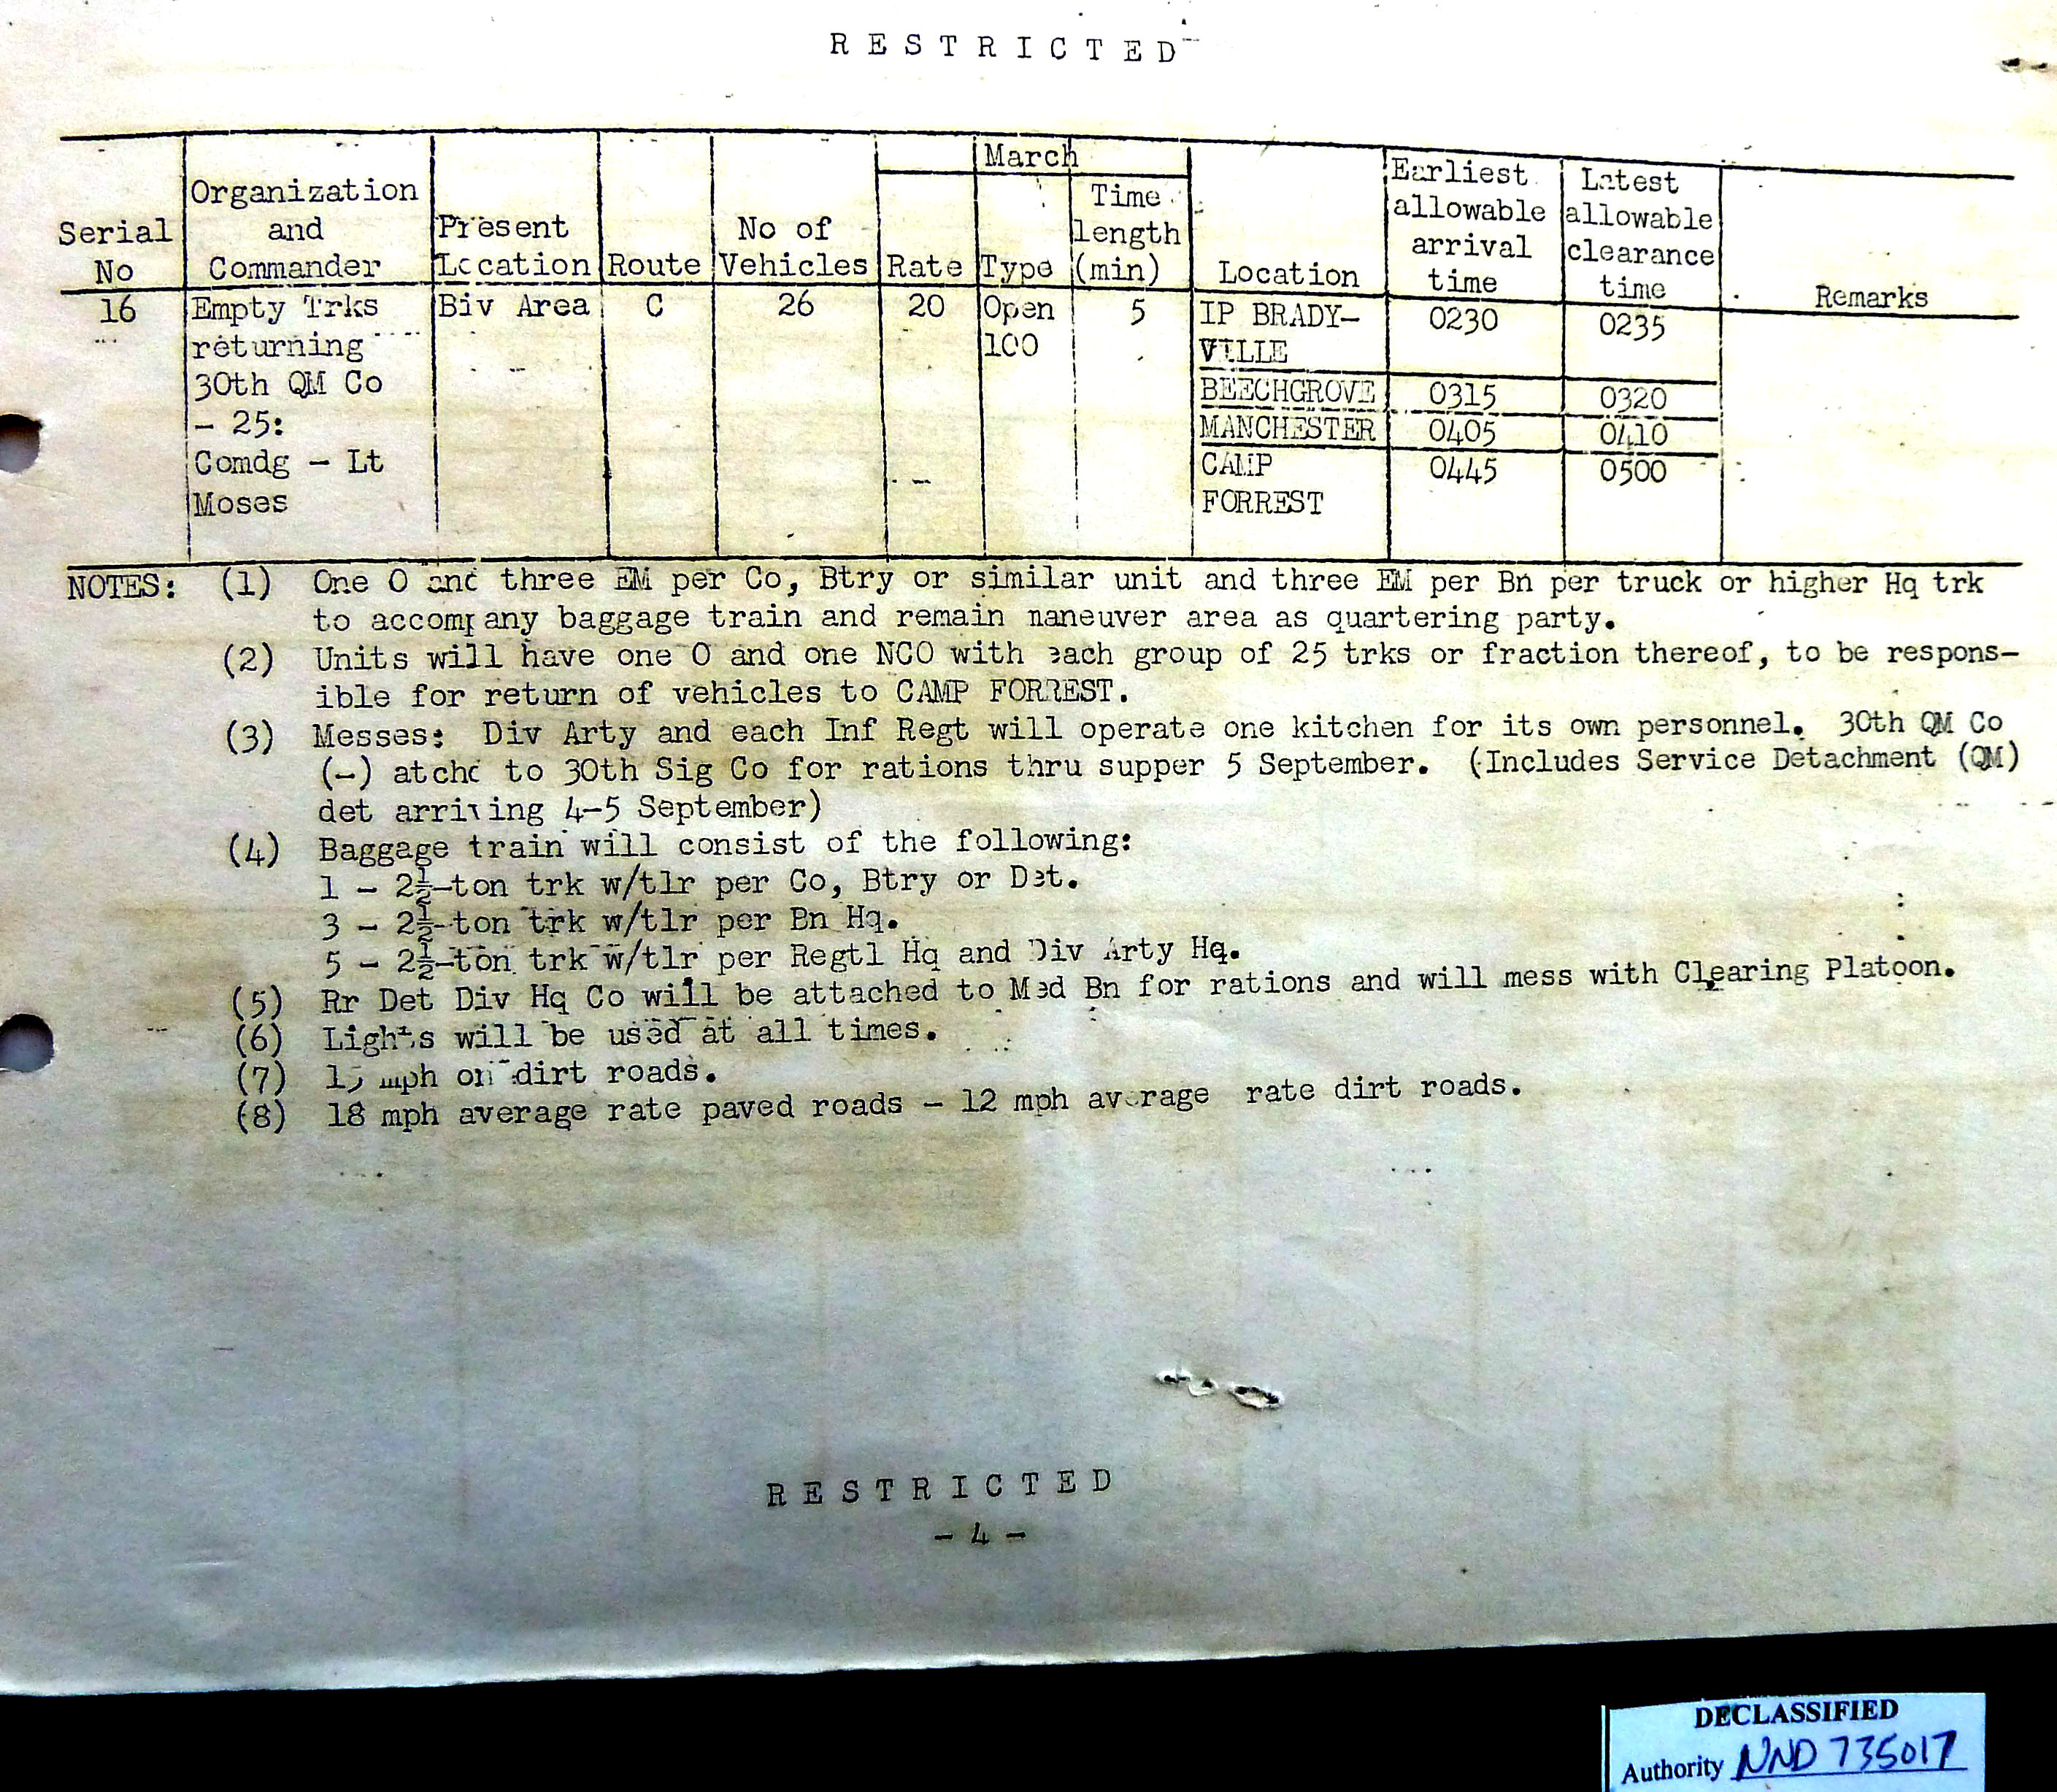 RESTRICTED
March
Serial No | Organization and Commander | Present Location | Route | No of Vehicles | Rate | Type | Time length (min) | Location | Earliest allowable arrival time | Latest allowable clearance time | Remarks
16 | Empty Trks returning 30th QM Co - 25: Comdg - Lt Moses | Biv Area | C | 26 | 20 | Open 100 | 5 | IP BRADY-VILLE | 0230 | 0235
BEECHGROVE | 0315 | 0320
MANCHESTER | 0405 | 0410
CAMP FORREST | 0445 | 0500
NOTES: (1) One O and three EM per Co, Btry or similar unit and three EM per Bn per truck or higher Hq trk
to accompany baggage train and remain naneuver area as quartering party.
(2) Units will have one O and one NCO with each group of 25 trks or fraction thereof, to be respons-
ible for return of vehicles to CAMP FORREST.
(3) Messes: Div Arty and each Inf Regt will operate one kitchen for its own personnel. 30th QM Co
(-) atchd to 30th Sig Co for rations thru supper 5 September. (Includes Service Detachment (QM)
det arriving 4-5 September)
(4) Baggage train will consist of the following:
1 - 2½-ton trk w/tlr per Co, Btry or Det.
3 - 2½-ton trk w/tlr per Bn Hq.
5 - 2½-ton trk w/tlr per Regtl Hq and Div Arty Hq.
(5) Rr Det Div Hq Co will be attached to Med Bn for rations and will mess with Clearing Platoon.
(6) Lights will be used at all times.
(7) mph on dirt roads.
(8) 18 mph average rate paved roads - 12 mph average rate dirt roads.
RESTRICTED
- 4 -
DECLASSIFIED
Authority NND 735017